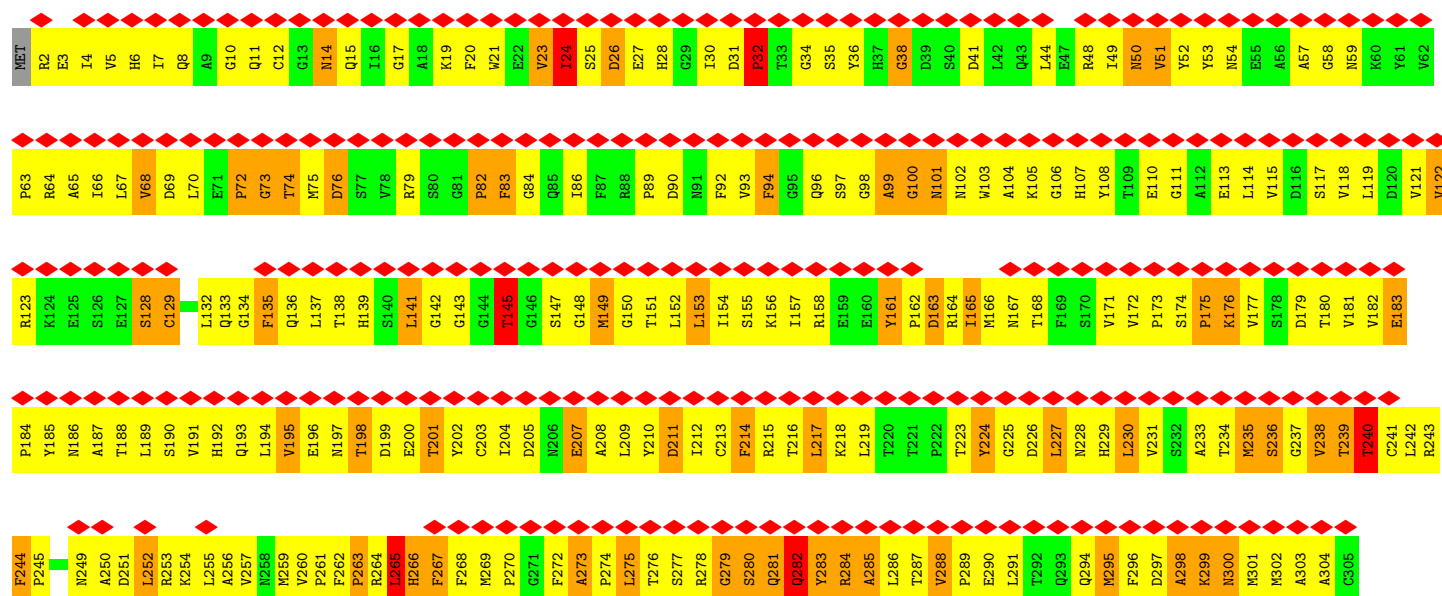 MET R2 E3 I4 V5 H6 I7 Q8 A9 G10 Q11 C12 G13 N14 Q15 I16 G17 A18 K19 F20 W21 E22 V23 I24 S25 D26 E27 H28 G29 I30 D31 P32 T33 G34 S35 Y36 H37 G38 D39 S40 D41 L42 Q43 L44 E47 R48 I49 N50 V51 Y52 Y53 N54 E55 A56 A57 G58 N59 K60 Y61 V62
P63 R64 A65 I66 L67 V68 D69 L70 E71 P72 G73 T74 M75 D76 S77 V78 R79 S80 G81 P82 F83 G84 Q85 I86 F87 R88 P89 D90 N91 F92 V93 F94 G95 Q96 S97 G98 A99 G100 N101 N102 W103 A104 K105 G106 H107 Y108 T109 E110 G111 A112 E113 L114 V115 D116 S117 V118 L119 D120 V121 V122
R123 K124 E125 S126 E127 S128 C129 L132 Q133 G134 F135 Q136 L137 T138 H139 S140 L141 G142 G143 G144 T145 G146 S147 G148 M149 G150 T151 L152 L153 I154 S155 K156 I157 R158 E159 E160 Y161 P162 D163 R164 I165 M166 N167 T168 F169 S170 V171 V172 P173 S174 P175 K176 V177 S178 D179 T180 V181 V182 E183
P184 Y185 N186 A187 T188 L189 S190 V191 H192 Q193 L194 V195 E196 N197 T198 D199 E200 T201 Y202 C203 I204 D205 N206 E207 A208 L209 Y210 D211 I212 C213 F214 R215 T216 L217 K218 L219 T220 T221 P222 T223 Y224 G225 D226 L227 N228 H229 L230 V231 S232 A233 T234 M235 S236 G237 V238 T239 T240 C241 L242 R243
F244 P245 N249 A250 D251 L252 R253 K254 L255 A256 V257 N258 M259 V260 P261 F262 P263 R264 L265 H266 F267 F268 M269 P270 G271 F272 A273 P274 L275 T276 S277 R278 G279 S280 Q281 Q282 Y283 R284 A285 L286 T287 V288 P289 E290 L291 T292 Q293 Q294 M295 F296 D297 A298 K299 N300 M301 M302 A303 A304 C305